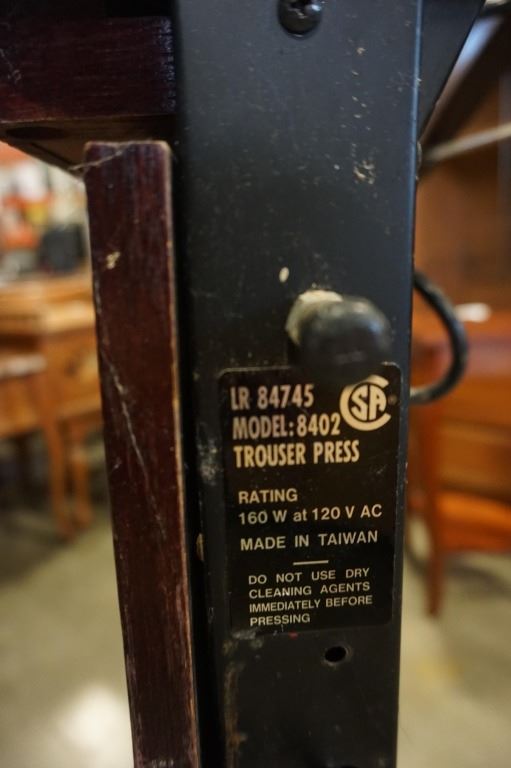 LR 84745
MODEL: 8402
TROUSER PRESS
SA
RATING
160 W at 120 V AC
MADE IN TAIWAN
DO NOT USE DRY
CLEANING AGENTS
IMMEDIATELY BEFORE
PRESSING